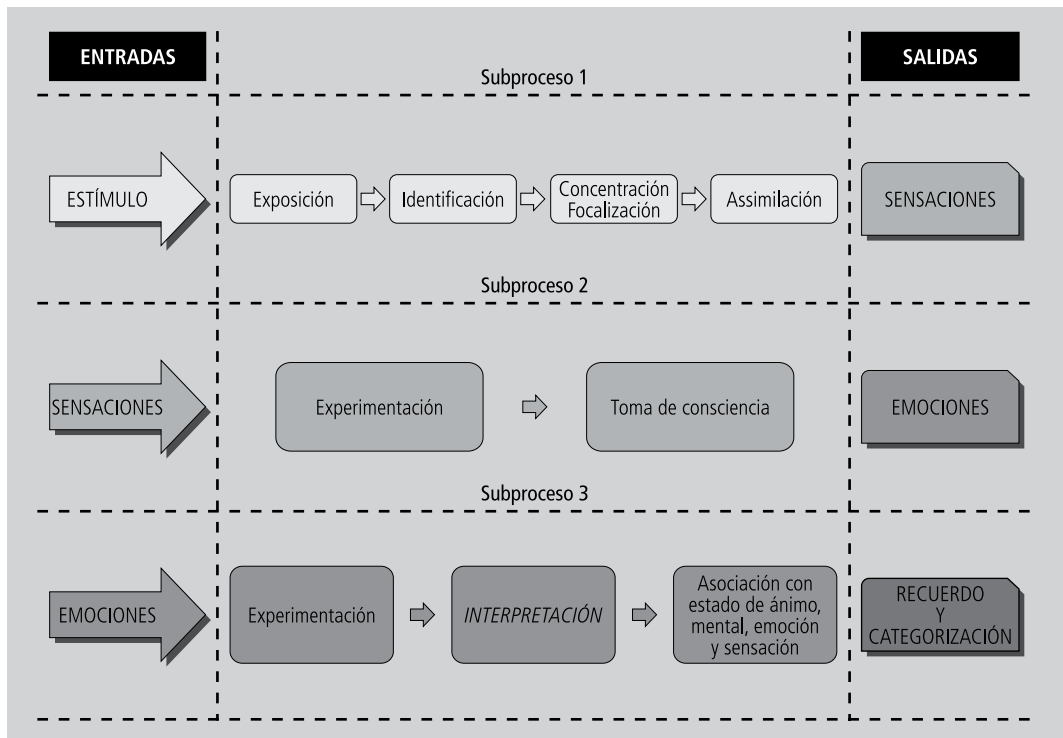 ENTRADAS
SALIDAS
Subproceso 1
ESTÍMULO
Exposición
Identificación
Concentración
Focalización
Assimilación
SENSACIONES
Subproceso 2
SENSACIONES
Experimentación
Toma de consciencia
EMOCIONES
Subproceso 3
EMOCIONES
Experimentación
INTERPRETACIÓN
Asociación con
estado de ánimo,
mental, emoción
y sensación
RECUERDO
Y
CATEGORIZACIÓN